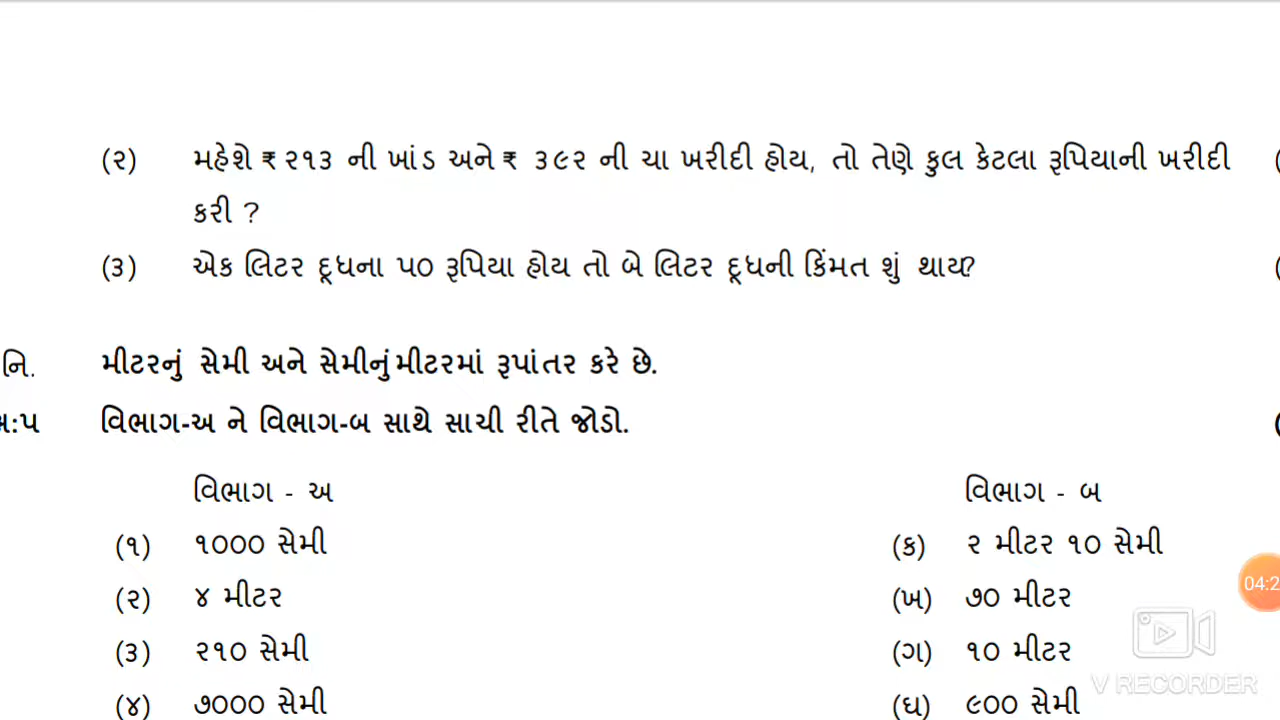 (૨) મહેશે ₹ ૨૧૩ ની ખાંડ અને ₹ ૩૯૨ ની ચા ખરીદી હોય, તો તેણે કુલ કેટલા રૂપિયાની ખરીદી
કરી ?
(૩) એક લિટર દૂધના ૫૦ રૂપિયા હોય તો બે લિટર દૂધની કિંમત શું થાય?
નિ. મીટરનું સેમી અને સેમીનું મીટરમાં રૂપાંતર કરે છે.
:૫ વિભાગ-અ ને વિભાગ-બ સાથે સાચી રીતે જોડો.
વિભાગ - અ વિભાગ - બ
(૧) ૧૦૦૦ સેમી (ક) ૨ મીટર ૧૦ સેમી
(૨) ૪ મીટર (ખ) ૭૦ મીટર
(૩) ૨૧૦ સેમી (ગ) ૧૦ મીટર
(૪) ૭૦૦૦ સેમી (ઘ) ૯૦૦ સેમી
04:2
V RECORDER